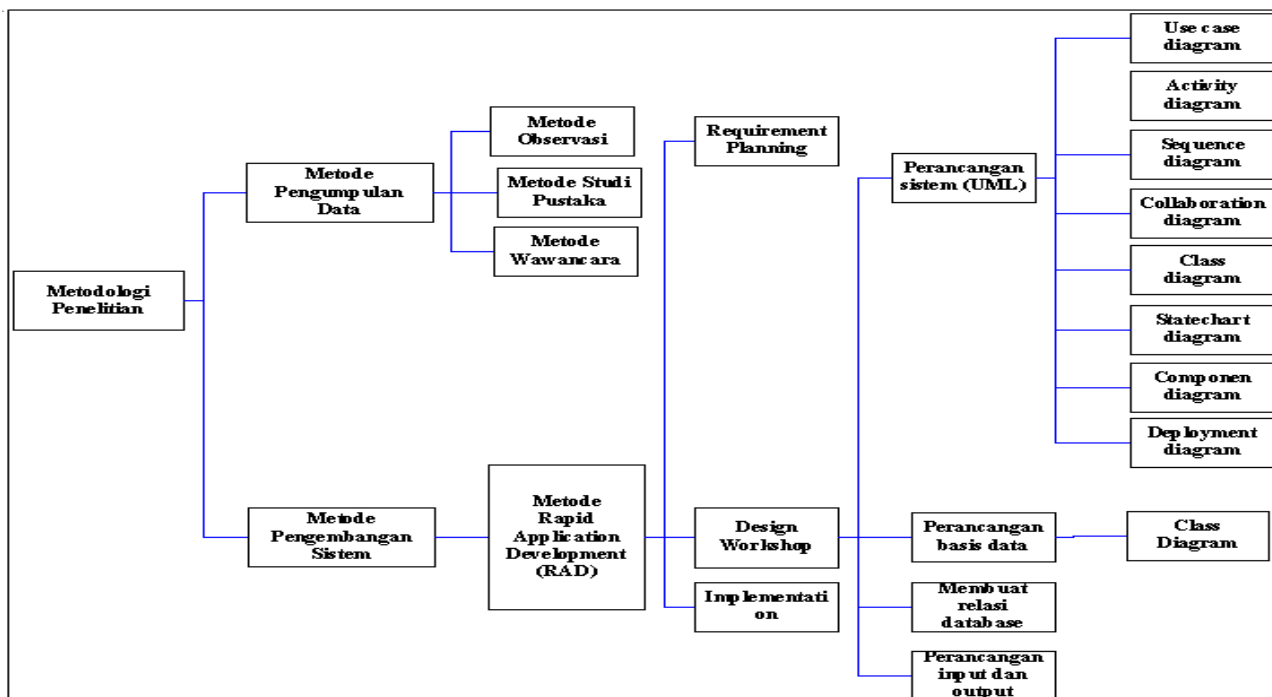 Metodologi
Penelitian
Metode
Pengumpulan
Data
Metode
Observasi
Metode Studi
Pustaka
Metode
Wawancara
Metode
Pengembangan
Sistem
Metode
Rapid
Application
Development
(RAD)
Requirement
Planning
Design
Workshop
Implementati
on
Perancangan
sistem (UML)
Use case
diagram
Activity
diagram
Sequence
diagram
Collaboration
diagram
Class
diagram
Statechart
diagram
Componen
diagram
Deployment
diagram
Perancangan
basis data
Class
Diagram
Membuat
relasi
database
Perancangan
input dan
output